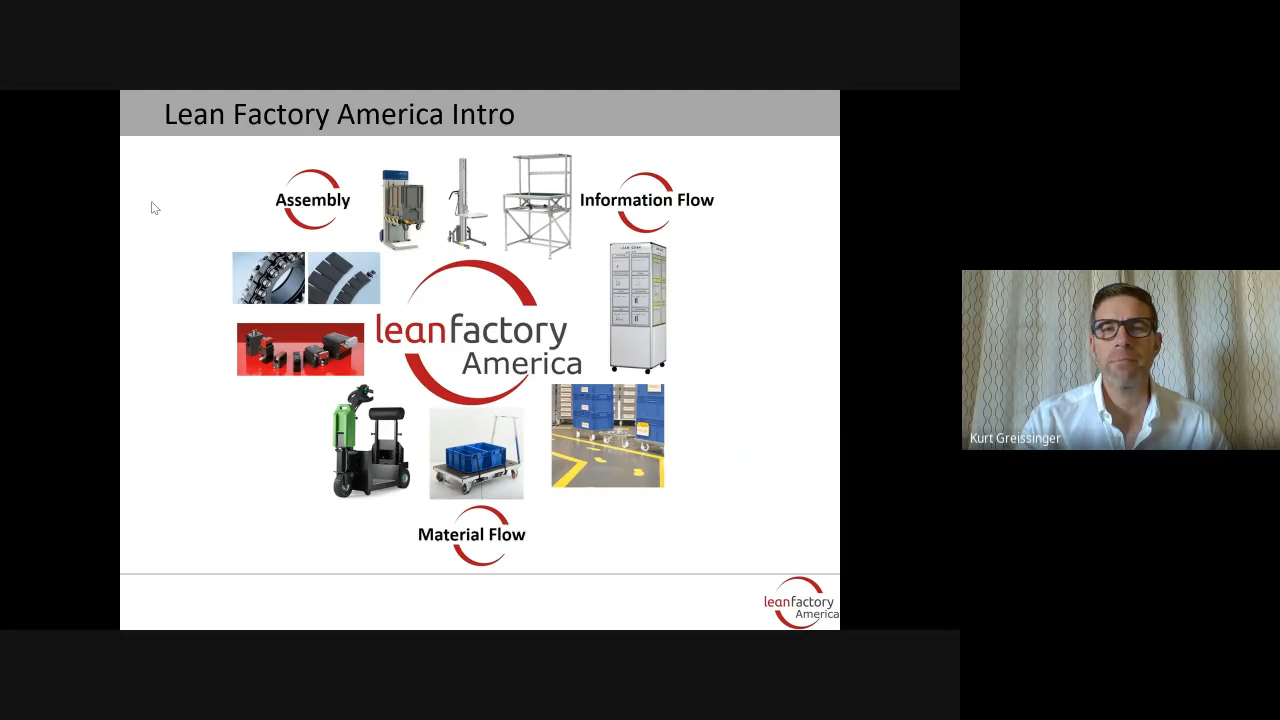 Lean Factory America Intro
Assembly
Information Flow
leanfactory
America
Material Flow
leanfactory
America
Kurt Greissinger